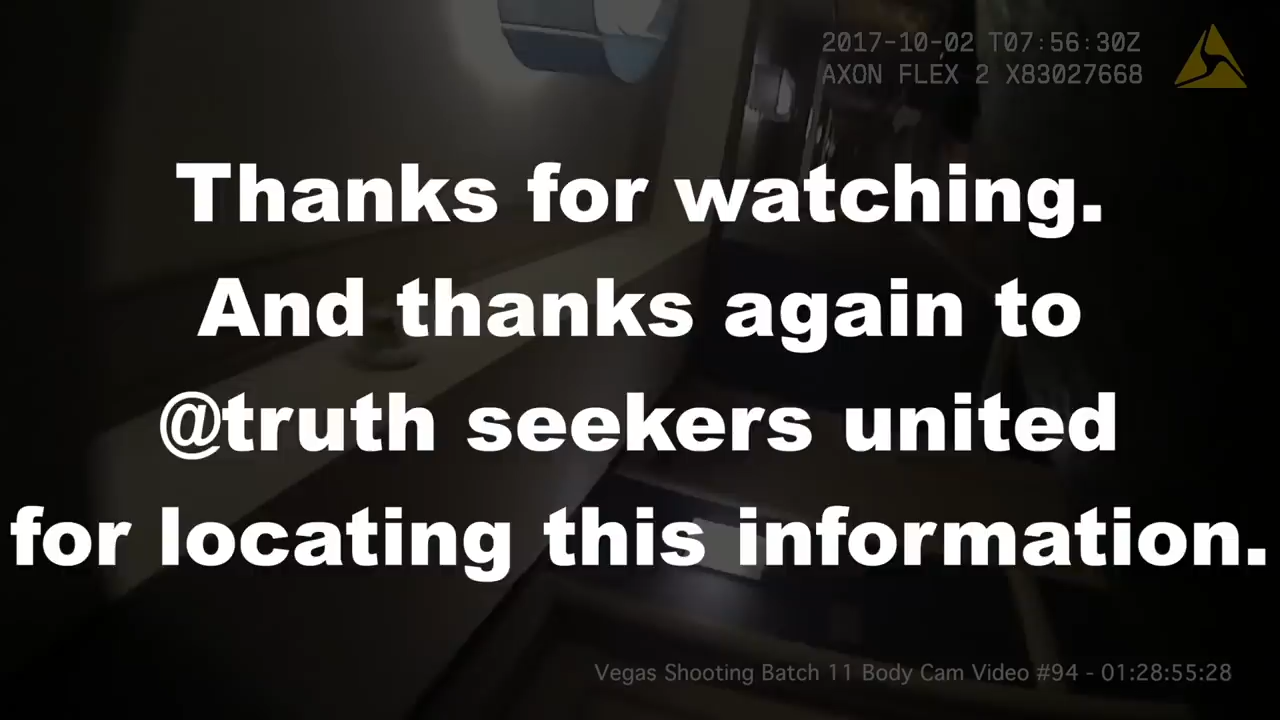 2017-10-02 T07:56:30Z
AXON FLEX 2 X83027668
Thanks for watching.
And thanks again to
@truth seekers united
for locating this information.
Vegas Shooting Batch 11 Body Cam Video #94 - 01:28:55:28